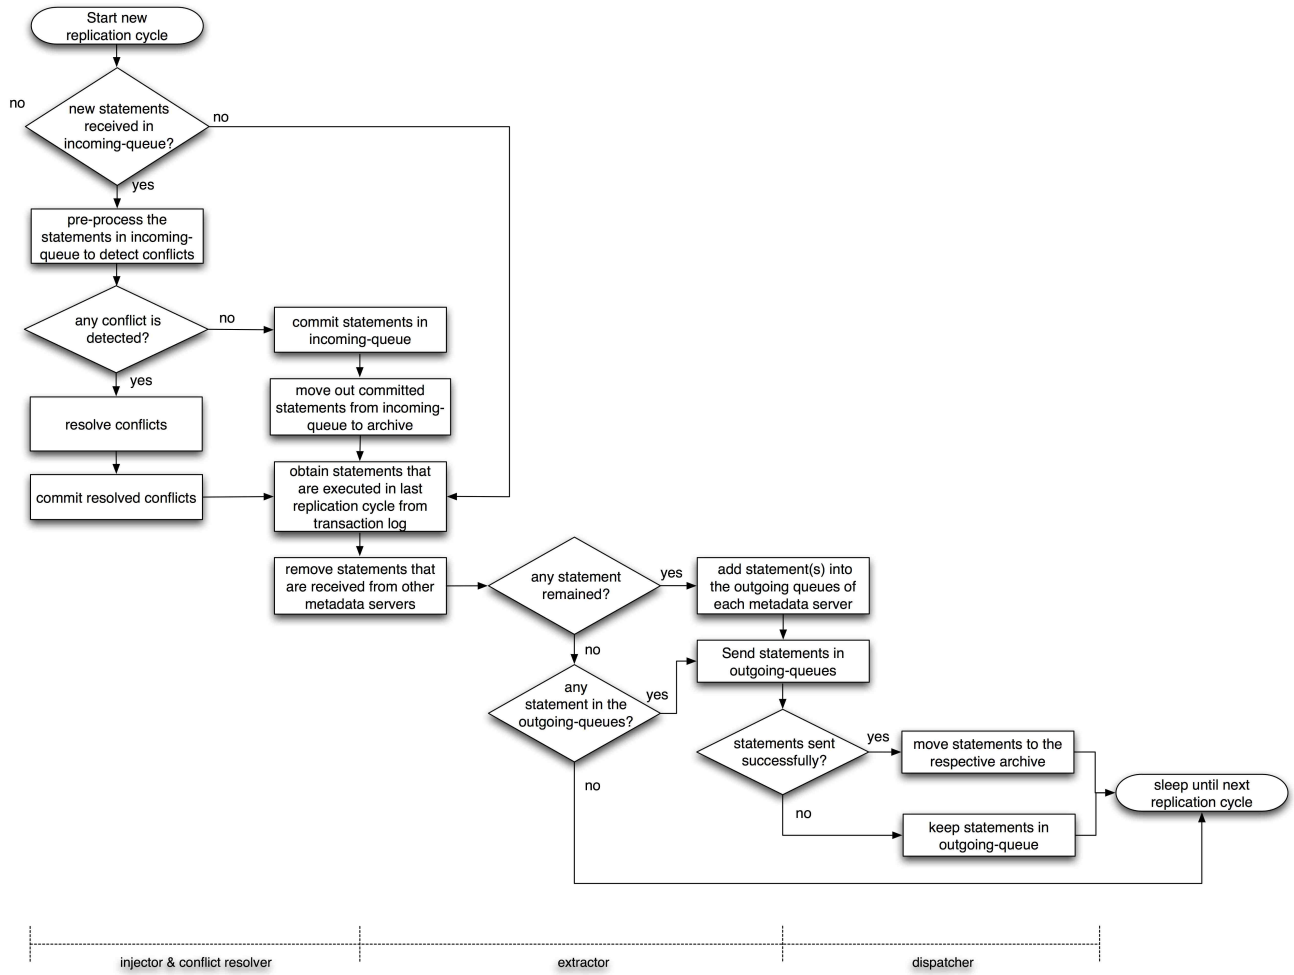 Start new
replication cycle
no
new statements
received in
incoming-queue?
no
yes
pre-process the
statements in incoming-
queue to detect conflicts
any conflict is
detected?
no
commit statements in
incoming-queue
yes
move out committed
statements from incoming-
queue to archive
resolve conflicts
obtain statements that
are executed in last
replication cycle from
transaction log
commit resolved conflicts
remove statements that
are received from other
metadata servers
any statement
remained?
yes
add statement(s) into
the outgoing queues of
each metadata server
no
Send statements in
outgoing-queues
any
statement in the
outgoing-queues?
yes
statements sent
successfully?
yes
move statements to the
respective archive
no
no
keep statements in
outgoing-queue
sleep until next
replication cycle
injector & conflict resolver
extractor
dispatcher